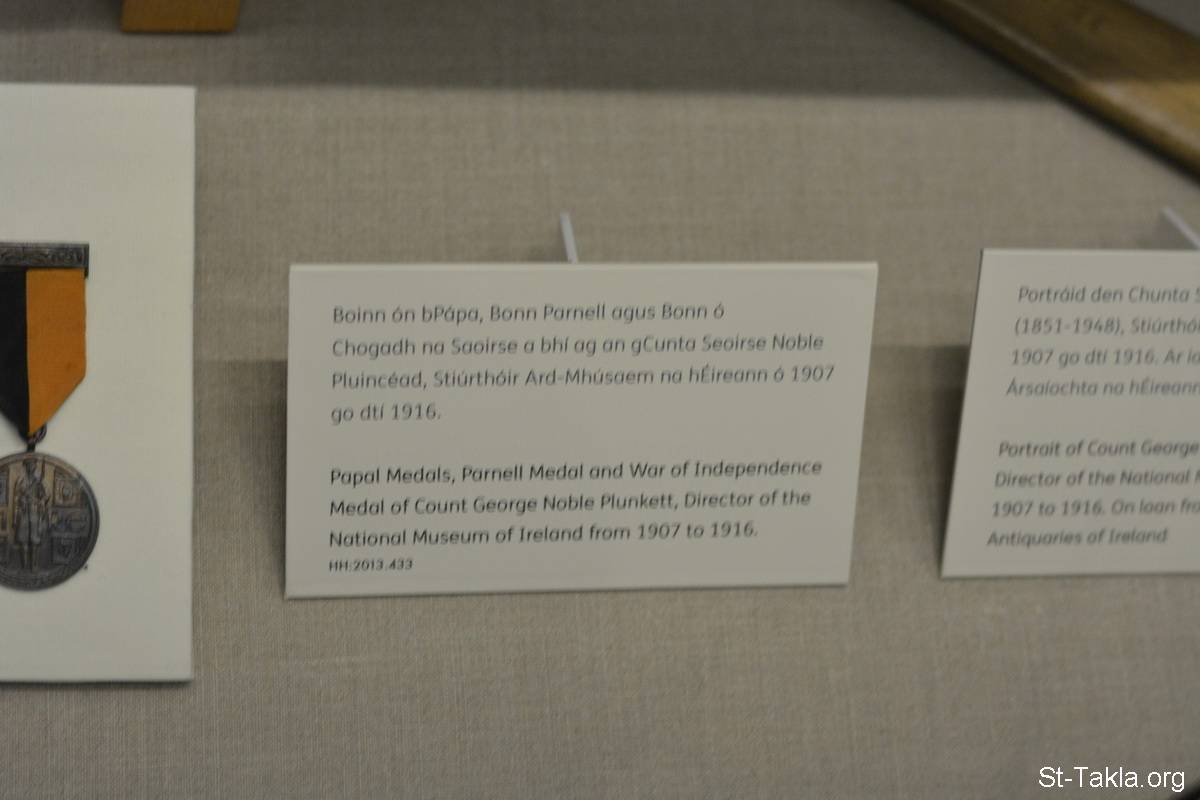 Boinn ón bPápa, Bonn Parnell agus Bonn ó
Chogadh na Saoirse a bhí ag an gCunta Seoirse Noble
Pluincéad, Stiúrthóir Ard-Mhúsaem na hÉireann ó 1907
go dtí 1916.
Papal Medals, Parnell Medal and War of Independence
Medal of Count George Noble Plunkett, Director of the
National Museum of Ireland from 1907 to 1916.
HH:2013.433
Portráid den Chunta
(1851-1948),
1907 go dtí 1916. Ar
Ársaíochta na hÉireann
Portrait of Count George
Director of the National
1907 to 1916. On loan
Antiquaries of Ireland
St-Takla.org